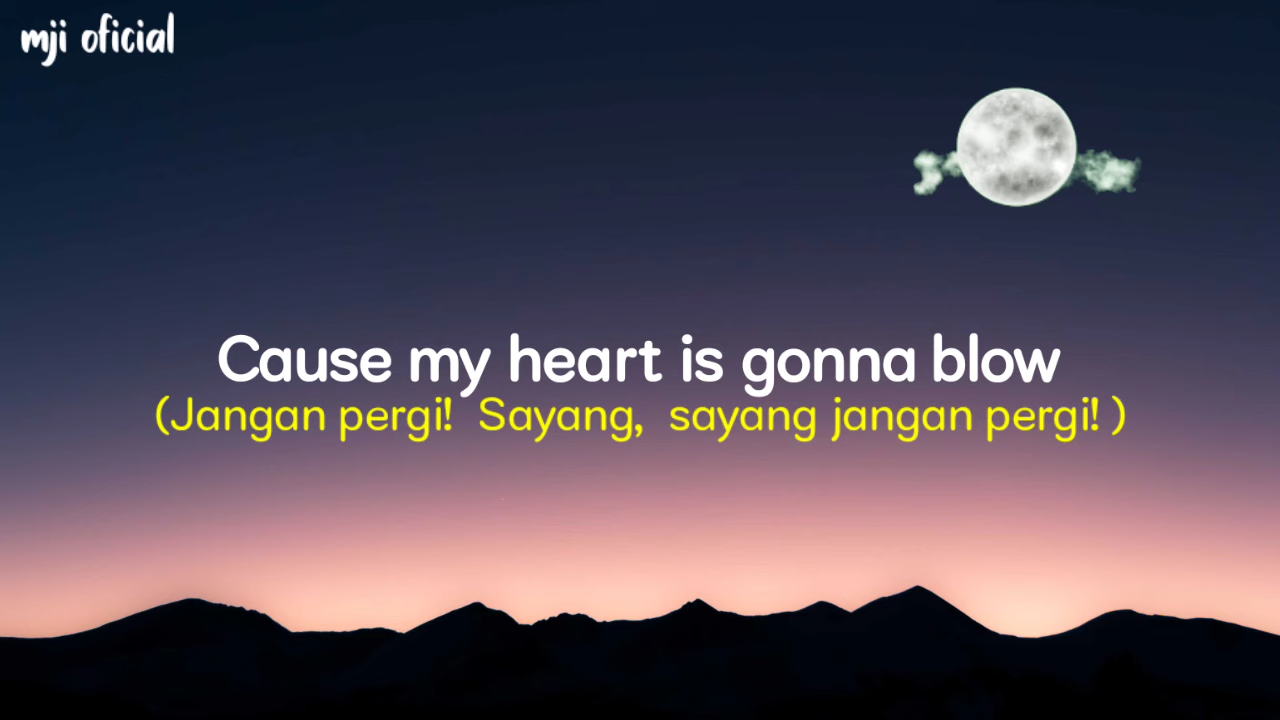 mji oficial
Cause my heart is gonna blow
(Jangan pergi! Sayang, sayang jangan pergi! )